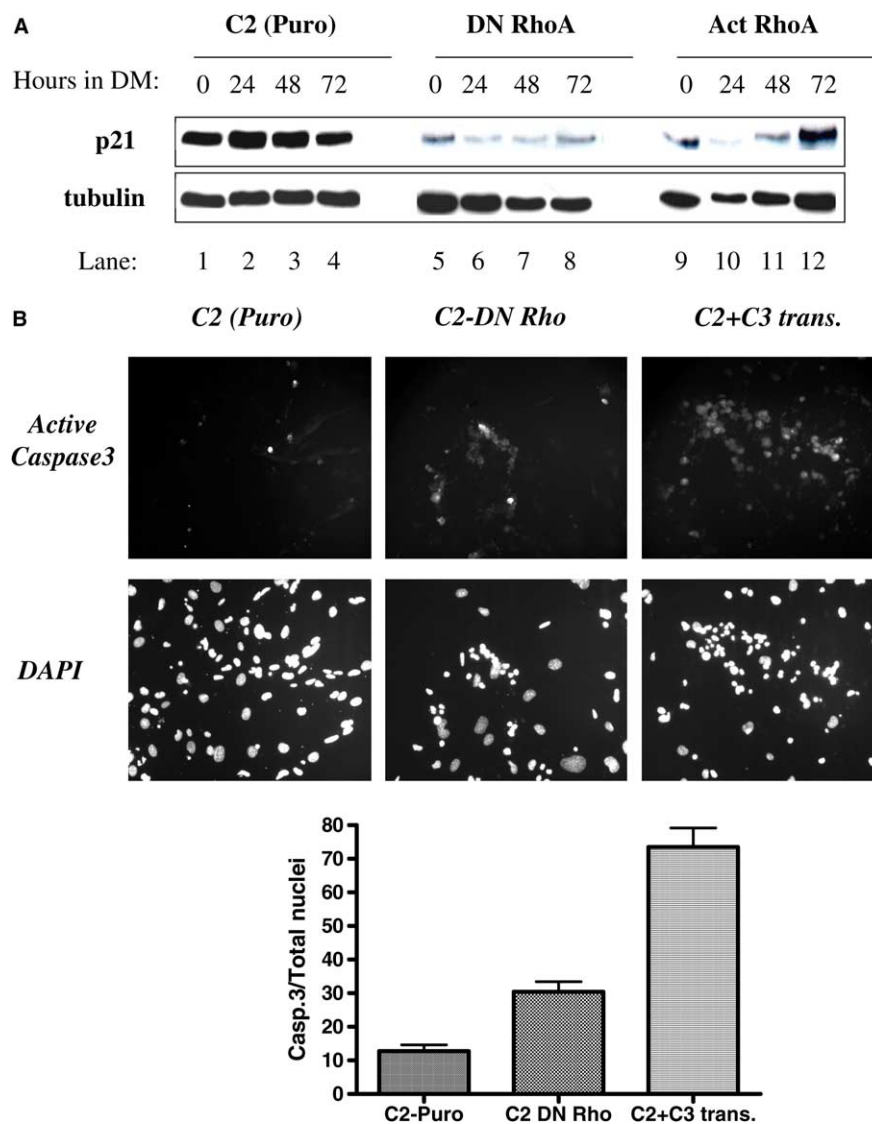 A
C2 (Puro) DN RhoA Act RhoA
Hours in DM: 0 24 48 72 0 24 48 72 0 24 48 72
p21
tubulin
Lane: 1 2 3 4 5 6 7 8 9 10 11 12
B
C2 (Puro) C2-DN Rho C2+C3 trans.
Active
Caspase3
DAPI
Casp.3/Total nuclei
80
70
60
50
40
30
20
10
0
C2-Puro C2 DN Rho C2+C3 trans.